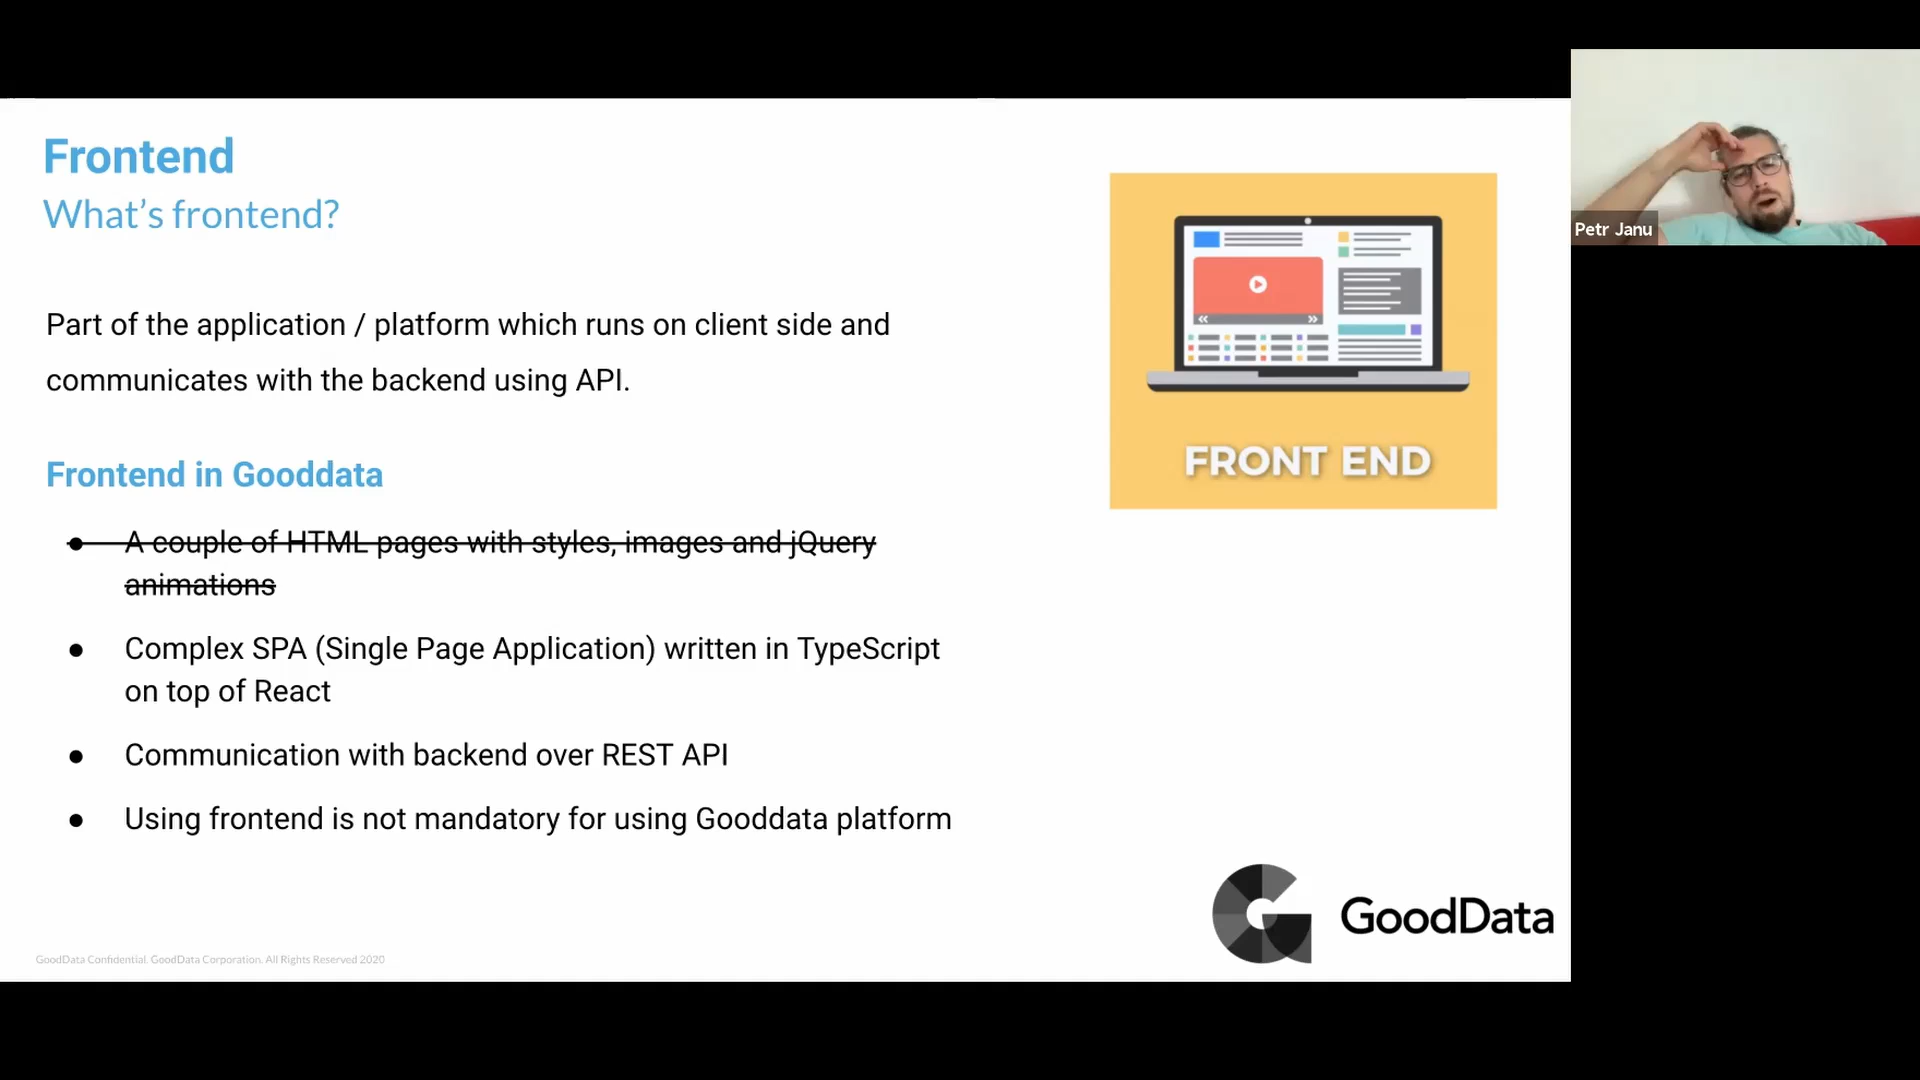 Frontend
What's frontend?
Part of the application / platform which runs on client side and
communicates with the backend using API.
Frontend in Gooddata
● A couple of HTML pages with styles, images and jQuery
animations
● Complex SPA (Single Page Application) written in TypeScript
on top of React
● Communication with backend over REST API
● Using frontend is not mandatory for using Gooddata platform
FRONT END
GoodData
GoodData Confidential. GoodData Corporation. All Rights Reserved 2020
Petr Janu